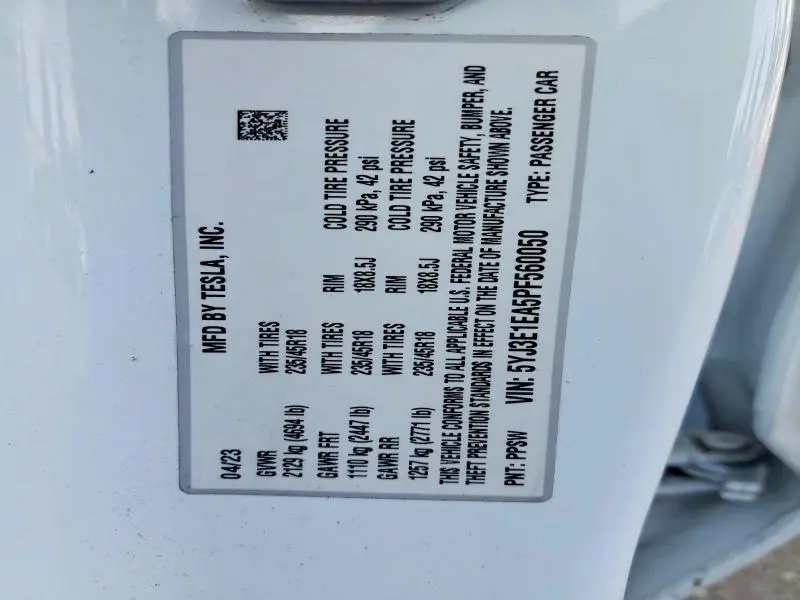 04/23 MFD BY TESLA, INC.
GVWR WITH TIRES
2129 kg (4694 lb) 235/45R18
GAWR FRT WITH TIRES RIM COLD TIRE PRESSURE
1110 kg (2447 lb) 235/45R18 18X8.5J 290 kPa, 42 psi
GAWR RR WITH TIRES RIM COLD TIRE PRESSURE
1257 kg (2771 lb) 235/45R18 18X8.5J 290 kPa, 42 psi
THIS VEHICLE CONFORMS TO ALL APPLICABLE U.S. FEDERAL MOTOR VEHICLE SAFETY, BUMPER, AND
THEFT PREVENTION STANDARDS IN EFFECT ON THE DATE OF MANUFACTURE SHOWN ABOVE.
PNT: PPSW VIN: 5YJ3E1EA5PF560050 TYPE: PASSENGER CAR